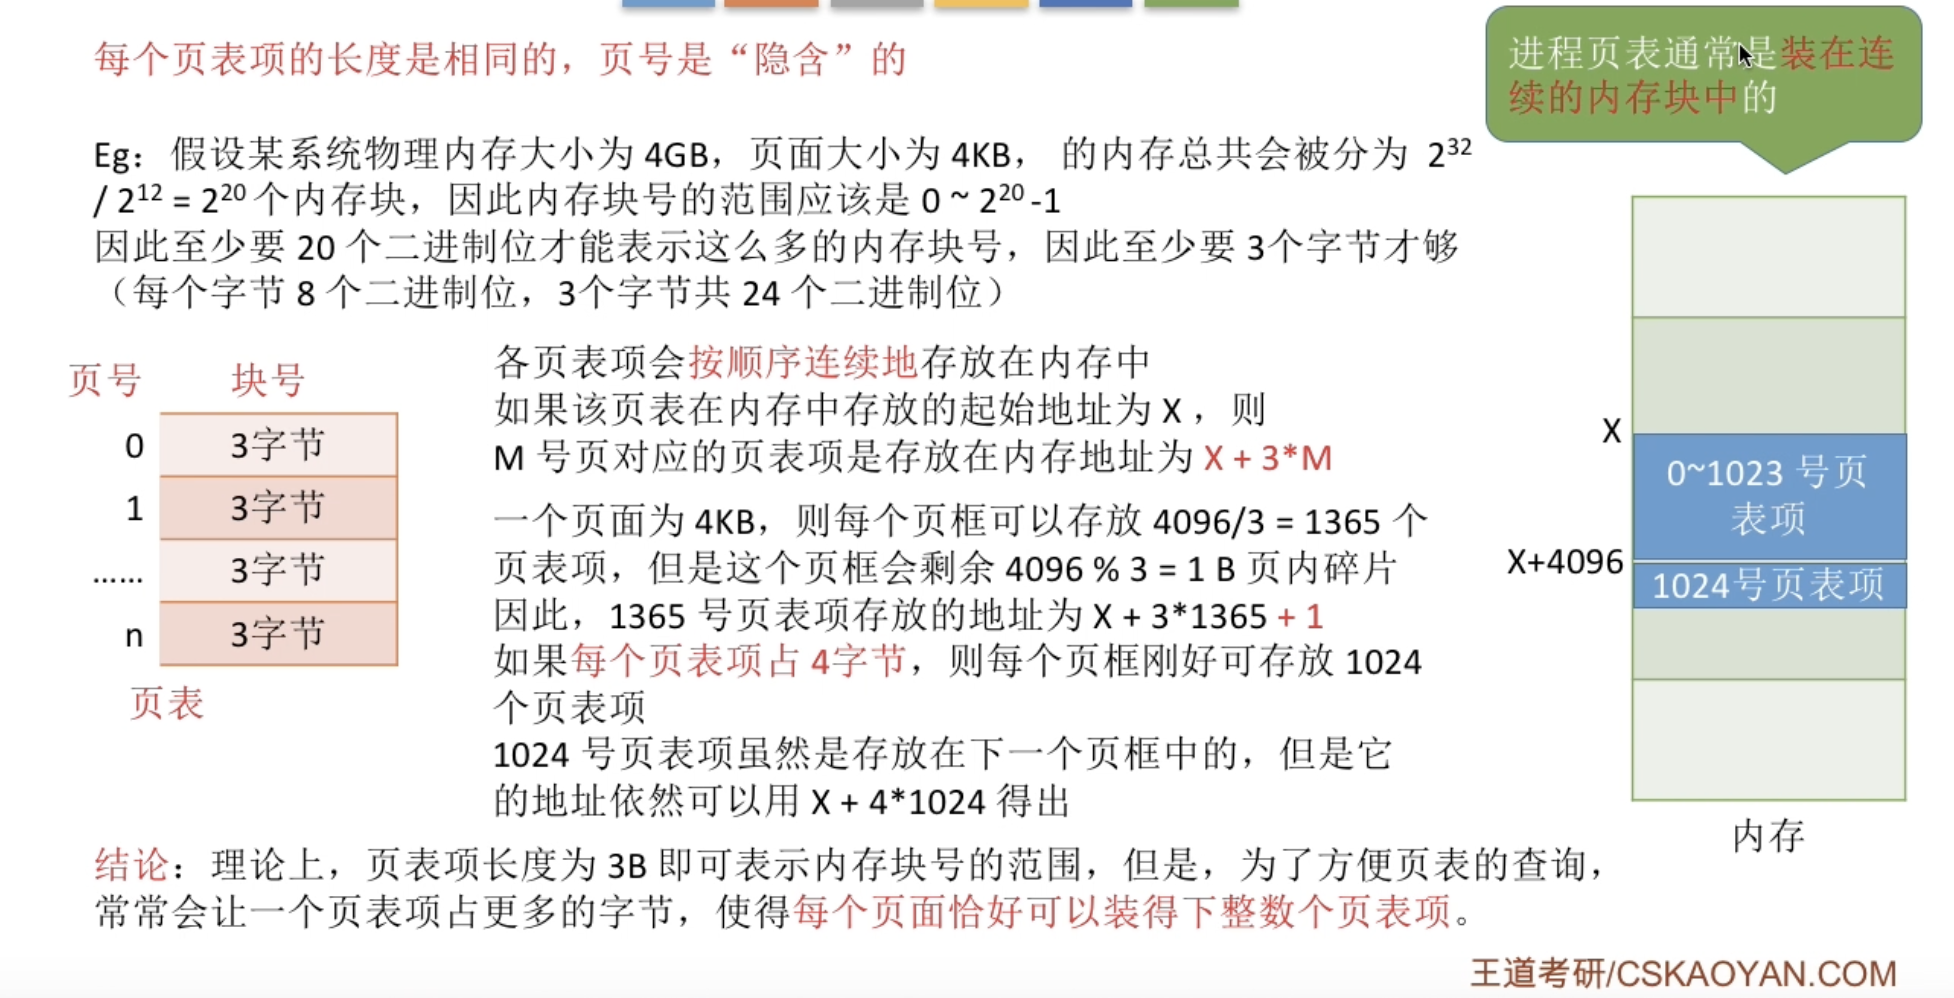 每个页表项的长度是相同的，页号是“隐含”的
进程页表通常是装在连
续的内存块中的
Eg：假设某系统物理内存大小为 4GB，页面大小为 4KB， 的内存总共会被分为 2³²
/ 2¹² = 2²⁰ 个内存块，因此内存块号的范围应该是 0 ~ 2²⁰ -1
因此至少要 20 个二进制位才能表示这么多的内存块号，因此至少要 3个字节才够
（每个字节 8 个二进制位，3个字节共 24 个二进制位）
页号 块号
0 3字节
1 3字节
...... 3字节
n 3字节
页表
各页表项会按顺序连续地存放在内存中
如果该页表在内存中存放的起始地址为 X ，则
M 号页对应的页表项是存放在内存地址为 X + 3*M
一个页面为 4KB，则每个页框可以存放 4096/3 = 1365 个
页表项，但是这个页框会剩余 4096 % 3 = 1 B 页内碎片
因此，1365 号页表项存放的地址为 X + 3*1365 + 1
如果每个页表项占 4字节，则每个页框刚好可存放 1024
个页表项
1024 号页表项虽然是存放在下一个页框中的，但是它
的地址依然可以用 X + 4*1024 得出
X
0~1023 号页
表项
X+4096
1024号页表项
内存
结论：理论上，页表项长度为 3B 即可表示内存块号的范围，但是，为了方便页表的查询，
常常会让一个页表项占更多的字节，使得每个页面恰好可以装得下整数个页表项。
王道考研/CSKAOYAN.COM